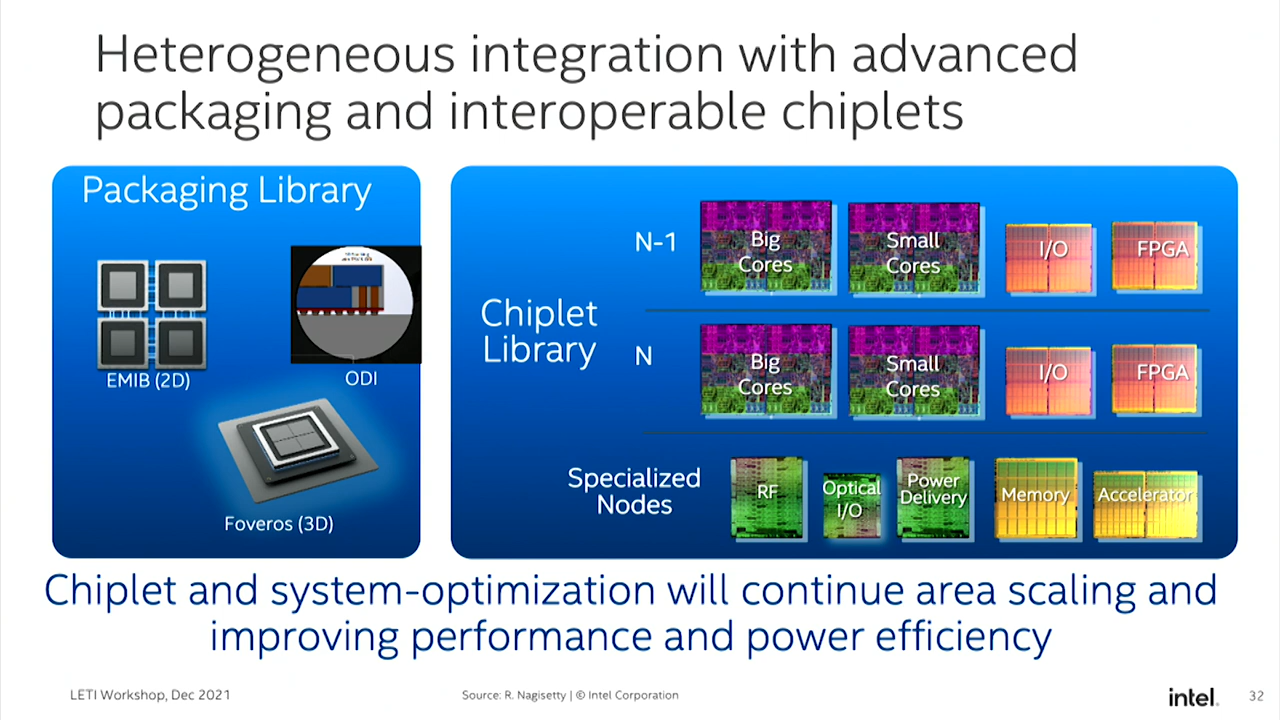 Heterogeneous integration with advanced
packaging and interoperable chiplets
Packaging Library
EMIB (2D)
ODI
Foveros (3D)
Chiplet
Library
N-1
Big
Cores
Small
Cores
I/O
FPGA
N
Big
Cores
Small
Cores
I/O
FPGA
Specialized
Nodes
RF
Optical
I/O
Power
Delivery
Memory
Accelerator
Chiplet and system-optimization will continue area scaling and
improving performance and power efficiency
LETI Workshop, Dec 2021
Source: R. Nagisetty | © Intel Corporation
intel.
32